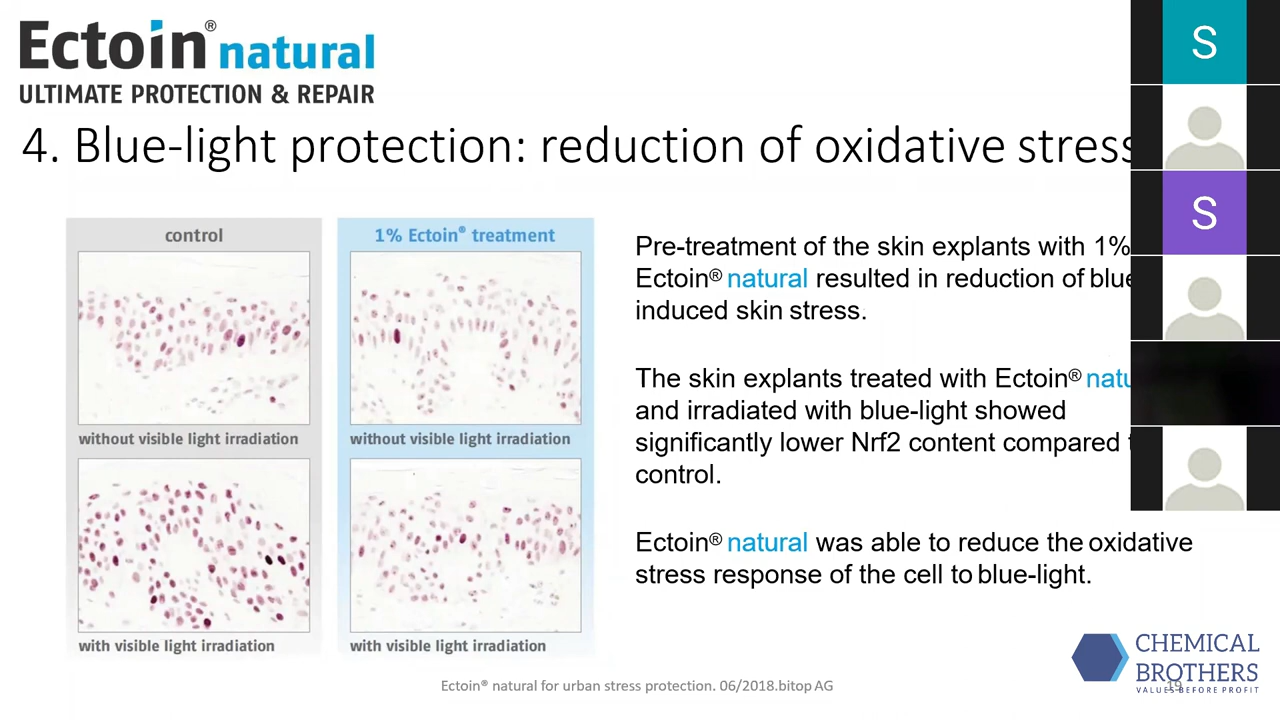 Ectoin® natural
ULTIMATE PROTECTION & REPAIR
4. Blue-light protection: reduction of oxidative stress
control
1% Ectoin® treatment
without visible light irradiation
without visible light irradiation
with visible light irradiation
with visible light irradiation
Pre-treatment of the skin explants with 1%
Ectoin® natural resulted in reduction of blue
induced skin stress.
The skin explants treated with Ectoin® natu
and irradiated with blue-light showed
significantly lower Nrf2 content compared
control.
Ectoin® natural was able to reduce the oxidative
stress response of the cell to blue-light.
S
S
CHEMICAL
BROTHERS
VALUES BEFORE PROFIT
19
Ectoin® natural for urban stress protection. 06/2018.bitop AG